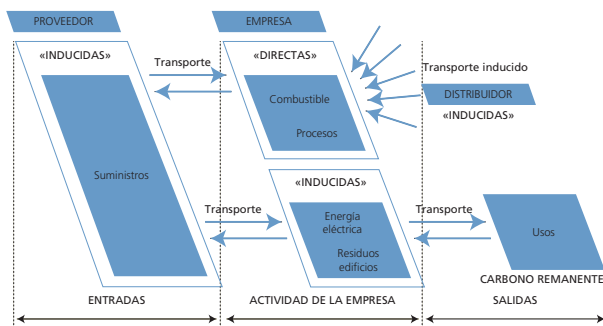 PROVEEDOR
EMPRESA
«INDUCIDAS»
Transporte
«DIRECTAS»
Transporte inducido
Combustible
DISTRIBUIDOR
«INDUCIDAS»
Procesos
Suministros
«INDUCIDAS»
Transporte
Energía
eléctrica
Transporte
Usos
Residuos
edificios
CARBONO REMANENTE
ENTRADAS
ACTIVIDAD DE LA EMPRESA
SALIDAS